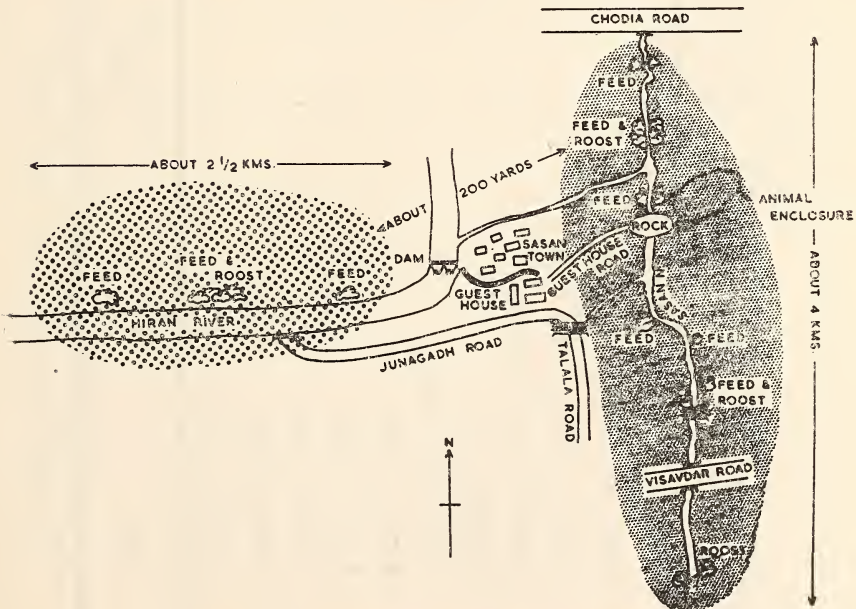 CHODIA ROAD
FEED
FEED &
ROOST
ABOUT 2 1/2 KMS.
ABOUT 200 YARDS
FEED
ANIMAL
ENCLOSURE
ROCK
SASAN
TOWN
DAM
GUEST HOUSE
ROAD
FEED
FEED &
ROOST
FEED
GUEST
HOUSE
HIRAN RIVER
SASAN N.
ABOUT 4 KMS.
FEED
FEED
JUNAGADH ROAD
TALALA ROAD
FEED &
ROOST
N
VISAVDAR ROAD
ROOST